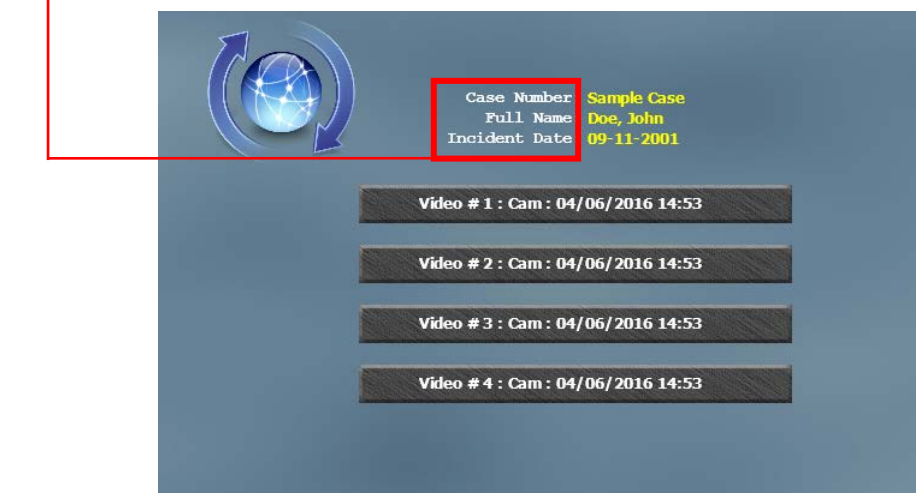 Case Number Sample Case
Full Name Doe, John
Incident Date 09-11-2001
Video # 1 : Cam : 04/06/2016 14:53
Video # 2 : Cam : 04/06/2016 14:53
Video # 3 : Cam : 04/06/2016 14:53
Video # 4 : Cam : 04/06/2016 14:53